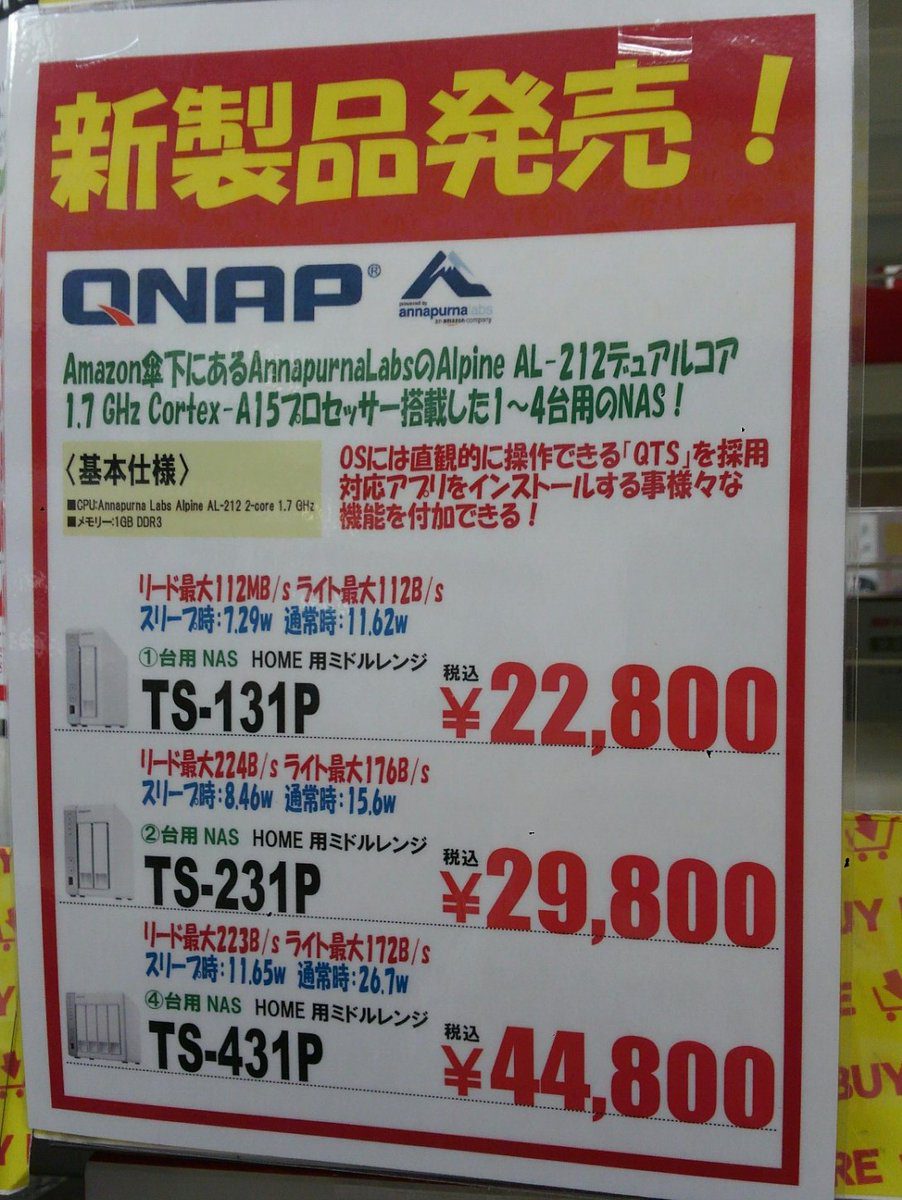 新製品発売！
QNAP®
powered by
annapurnalabs
an amazon company
Amazon傘下にあるAnnapurnaLabsのAlpine AL-212デュアルコア
1.7 GHz Cortex-A15プロセッサー搭載した1～4台用のNAS！
〈基本仕様〉
■CPU:Annapurna Labs Alpine AL-212 2-core 1.7 GHz
■メモリー:1GB DDR3
OSには直観的に操作できる「QTS」を採用
対応アプリをインストールする事様々な
機能を付加できる！
リード最大112MB/s ライト最大112B/s
スリープ時:7.29w 通常時:11.62w
①台用 NAS HOME 用ミドルレンジ
TS-131P
税込
¥22,800
リード最大224B/s ライト最大176B/s
スリープ時:8.46w 通常時:15.6w
②台用 NAS HOME 用ミドルレンジ
TS-231P
税込
¥29,800
リード最大223B/s ライト最大172B/s
スリープ時:11.65w 通常時:26.7w
④台用 NAS HOME 用ミドルレンジ
TS-431P
税込
¥44,800
BUY
RE